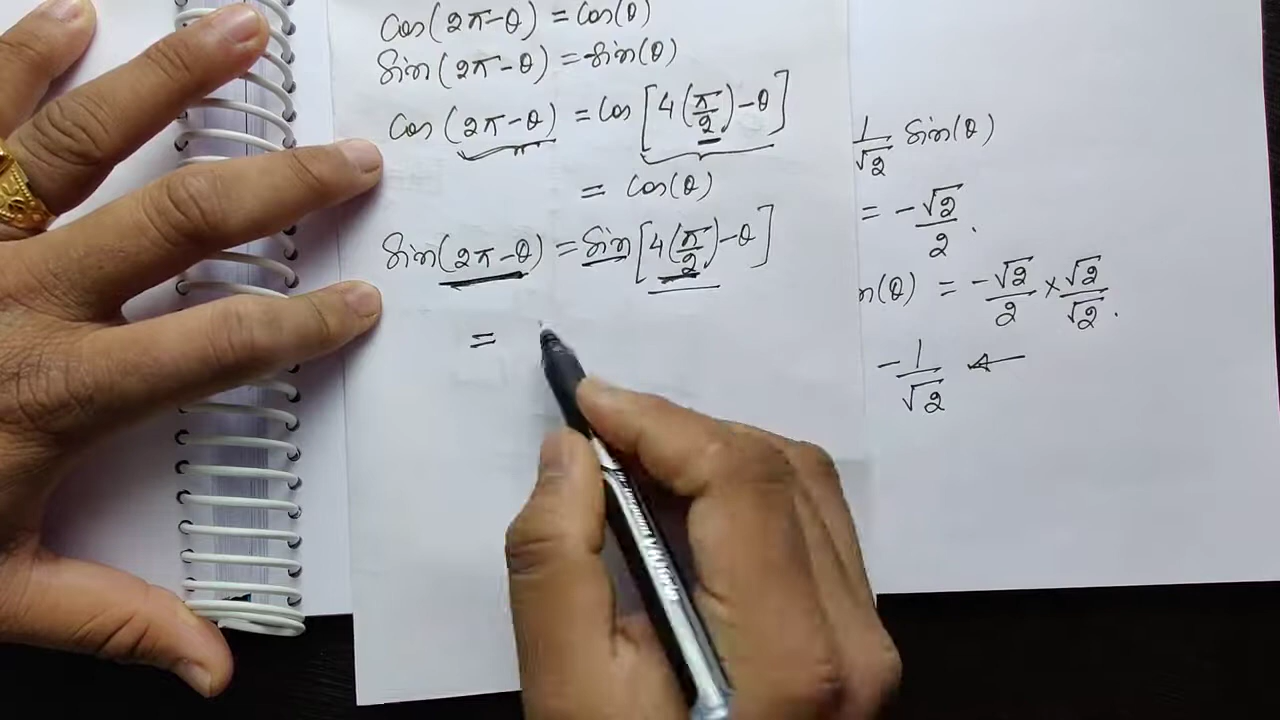 Cos(2π-θ) = Cos(θ)
Sin(2π-θ) = -Sin(θ)
Cos(2π-θ) = Cos[4(π/2)-θ]
= Cos(θ)
Sin(2π-θ) = Sin[4(π/2)-θ]
=
1/√2 Sin(θ)
= -√2/2.
n(θ) = -√2/2 × √2/√2.
-1/√2 ←